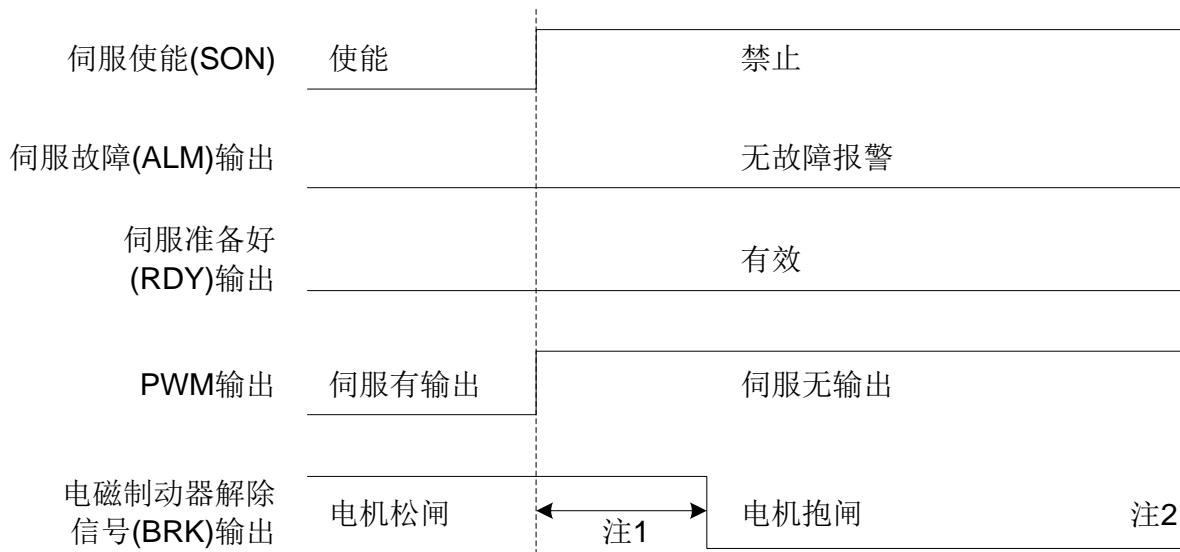 伺服使能(SON) 使能 禁止
伺服故障(ALM)输出 无故障报警
伺服准备好
(RDY)输出 有效
PWM输出 伺服有输出 伺服无输出
电磁制动器解除
信号(BRK)输出 电机松闸 注1 电机抱闸 注2